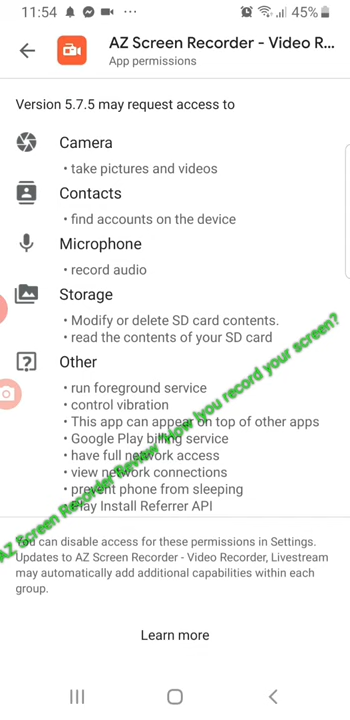 11:54
45%
AZ Screen Recorder - Video R...
App permissions
Version 5.7.5 may request access to
Camera
• take pictures and videos
Contacts
• find accounts on the device
Microphone
• record audio
Storage
• Modify or delete SD card contents.
• read the contents of your SD card
Other
• run foreground service
• control vibration
• This app can appear on top of other apps
• Google Play billing service
• have full network access
• view network connections
• prevent phone from sleeping
• Play Install Referrer API
AZ Screen Recorder Review "How you record your screen?
You can disable access for these permissions in Settings.
Updates to AZ Screen Recorder - Video Recorder, Livestream
may automatically add additional capabilities within each
group.
Learn more